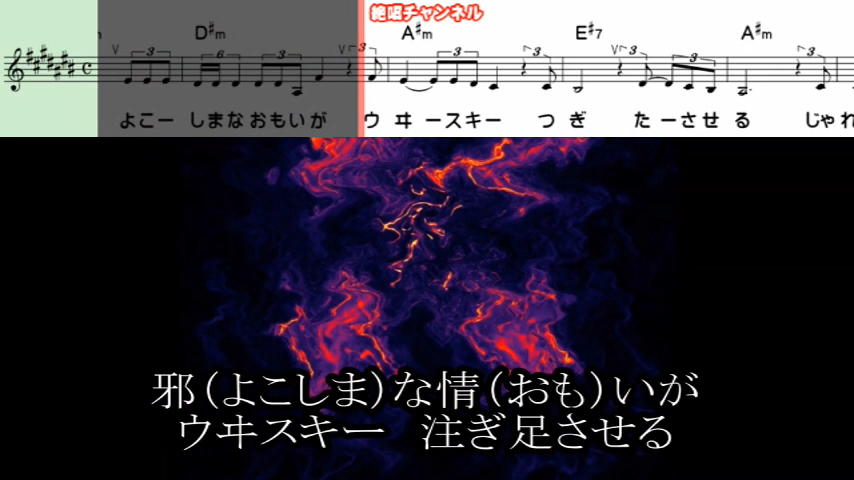 絶唱チャンネル
D♯m A♯m E♯7 A♯m
よこー しまなおもいが ウ ヰ ースキー つ ぎ た ーさせ る じゃれ
邪（よこしま）な情（おも）いが
ウヰスキー 注ぎ足させる